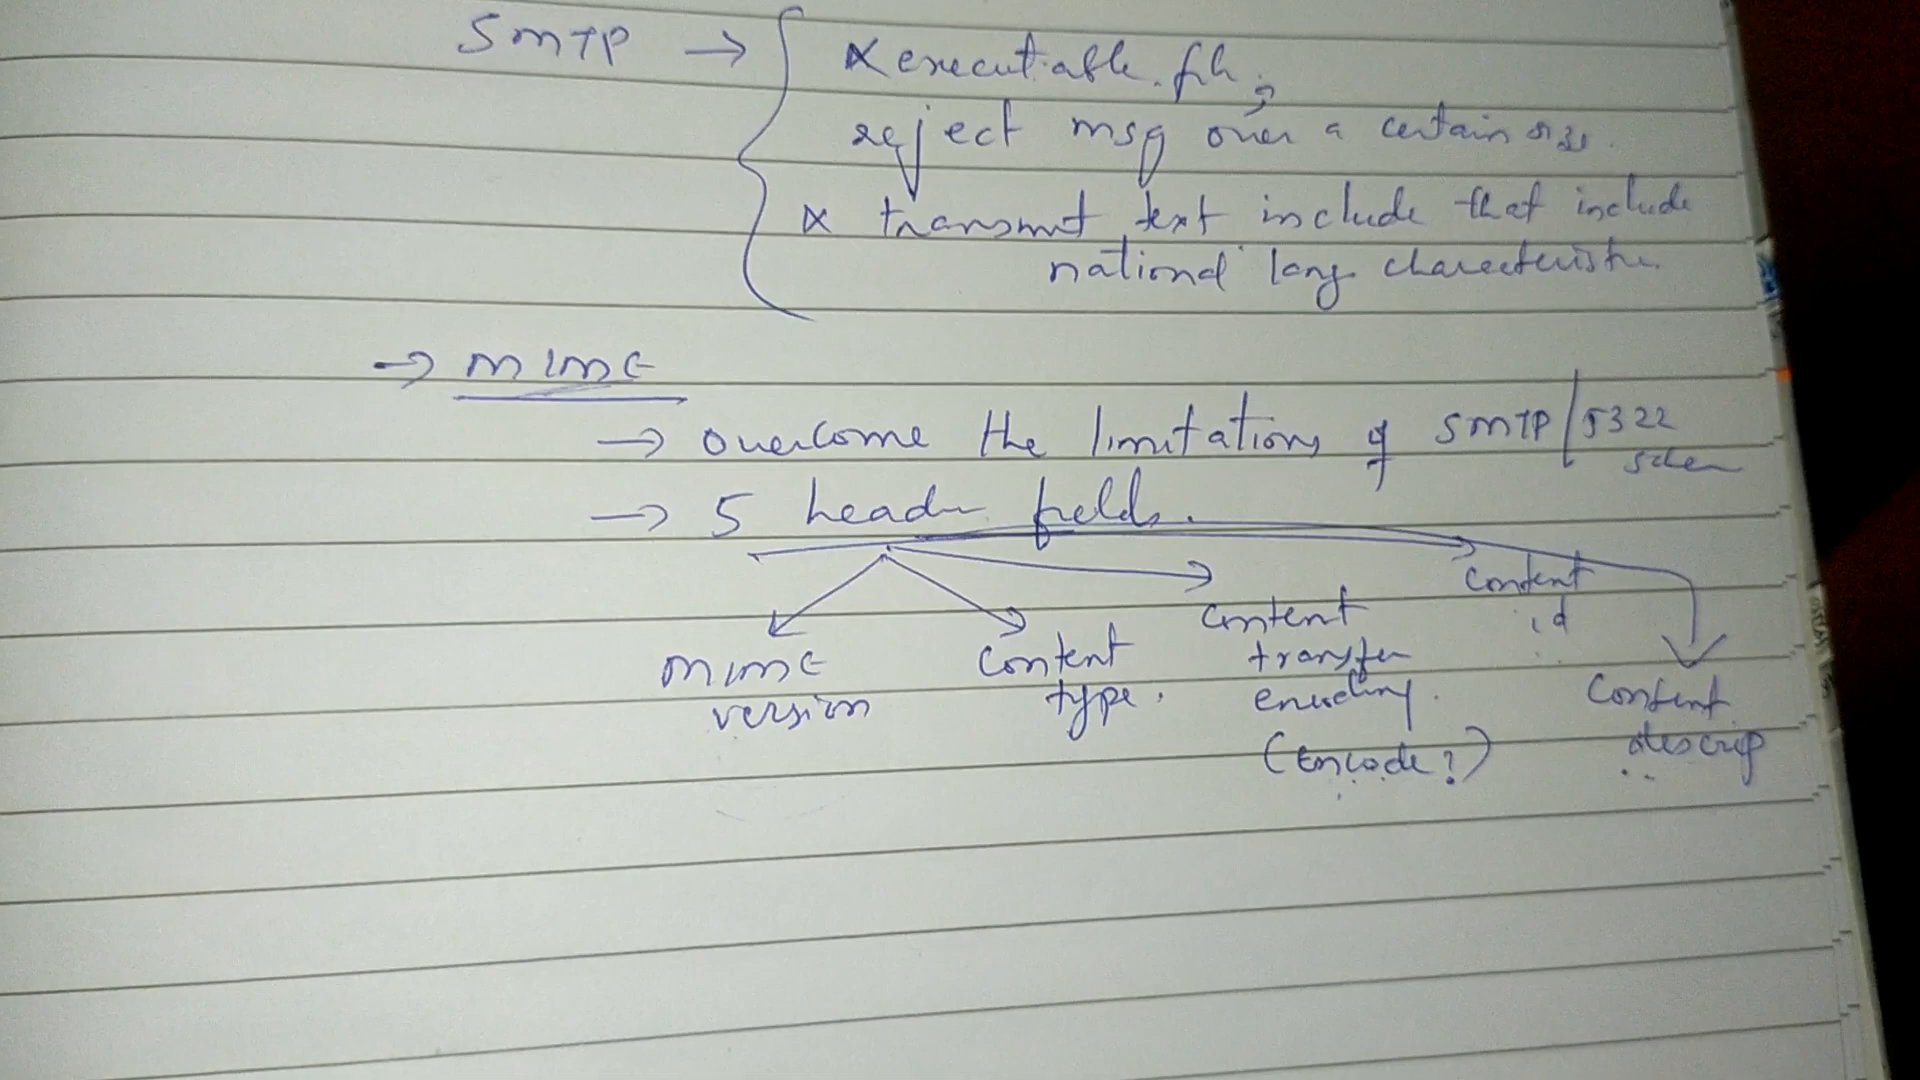 SMTP → x executable file,
reject msg over a certain size.
x transmit text include that include
national lang. characteristic
→ MIME
→ overcome the limitations of SMTP/5322
→ 5 header fields.
MIME version
Content type.
Content transfer encoding. (Encode?)
Content id
Content descrip